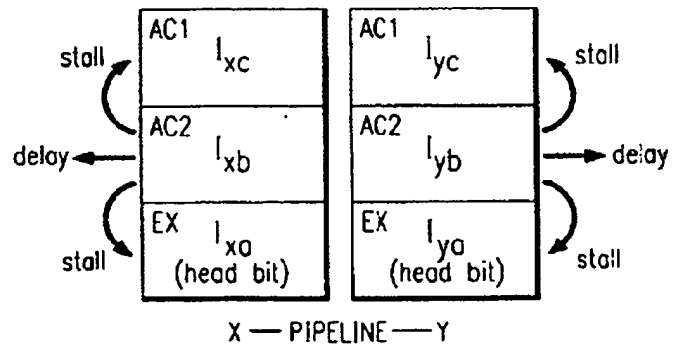 AC1
I xc
stall
AC2
I xb
delay
EX
I xa
(head bit)
stall
AC1
I yc
stall
AC2
I yb
delay
EX
I ya
(head bit)
stall
X — PIPELINE — Y